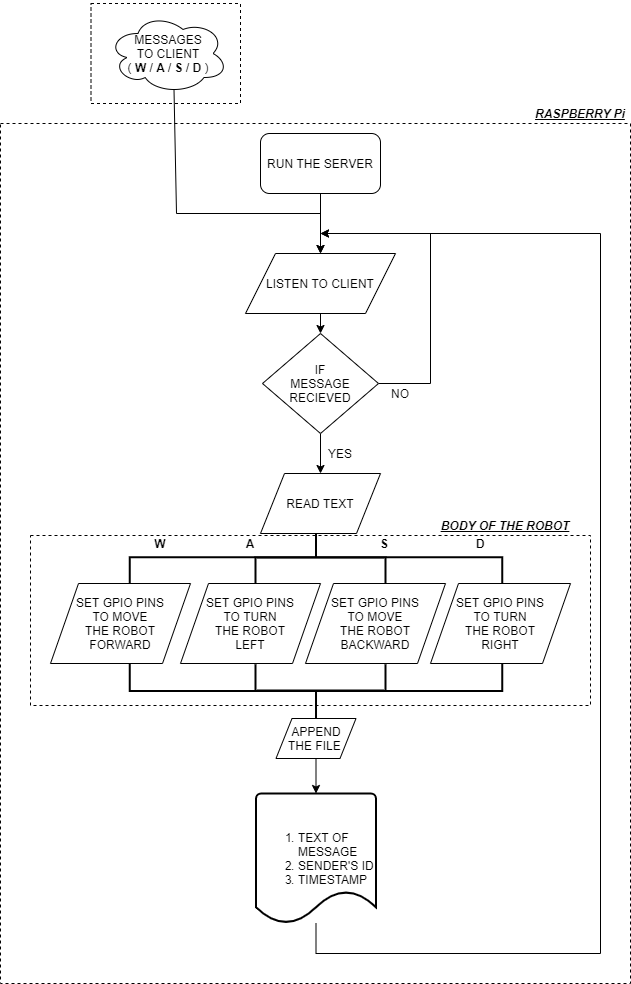 MESSAGES
TO CLIENT
( W / A / S / D )
RASPBERRY Pi
RUN THE SERVER
LISTEN TO CLIENT
IF
MESSAGE
RECIEVED
NO
YES
READ TEXT
BODY OF THE ROBOT
W A S D
SET GPIO PINS
TO MOVE
THE ROBOT
FORWARD
SET GPIO PINS
TO TURN
THE ROBOT
LEFT
SET GPIO PINS
TO MOVE
THE ROBOT
BACKWARD
SET GPIO PINS
TO TURN
THE ROBOT
RIGHT
APPEND
THE FILE
1. TEXT OF
MESSAGE
2. SENDER'S ID
3. TIMESTAMP